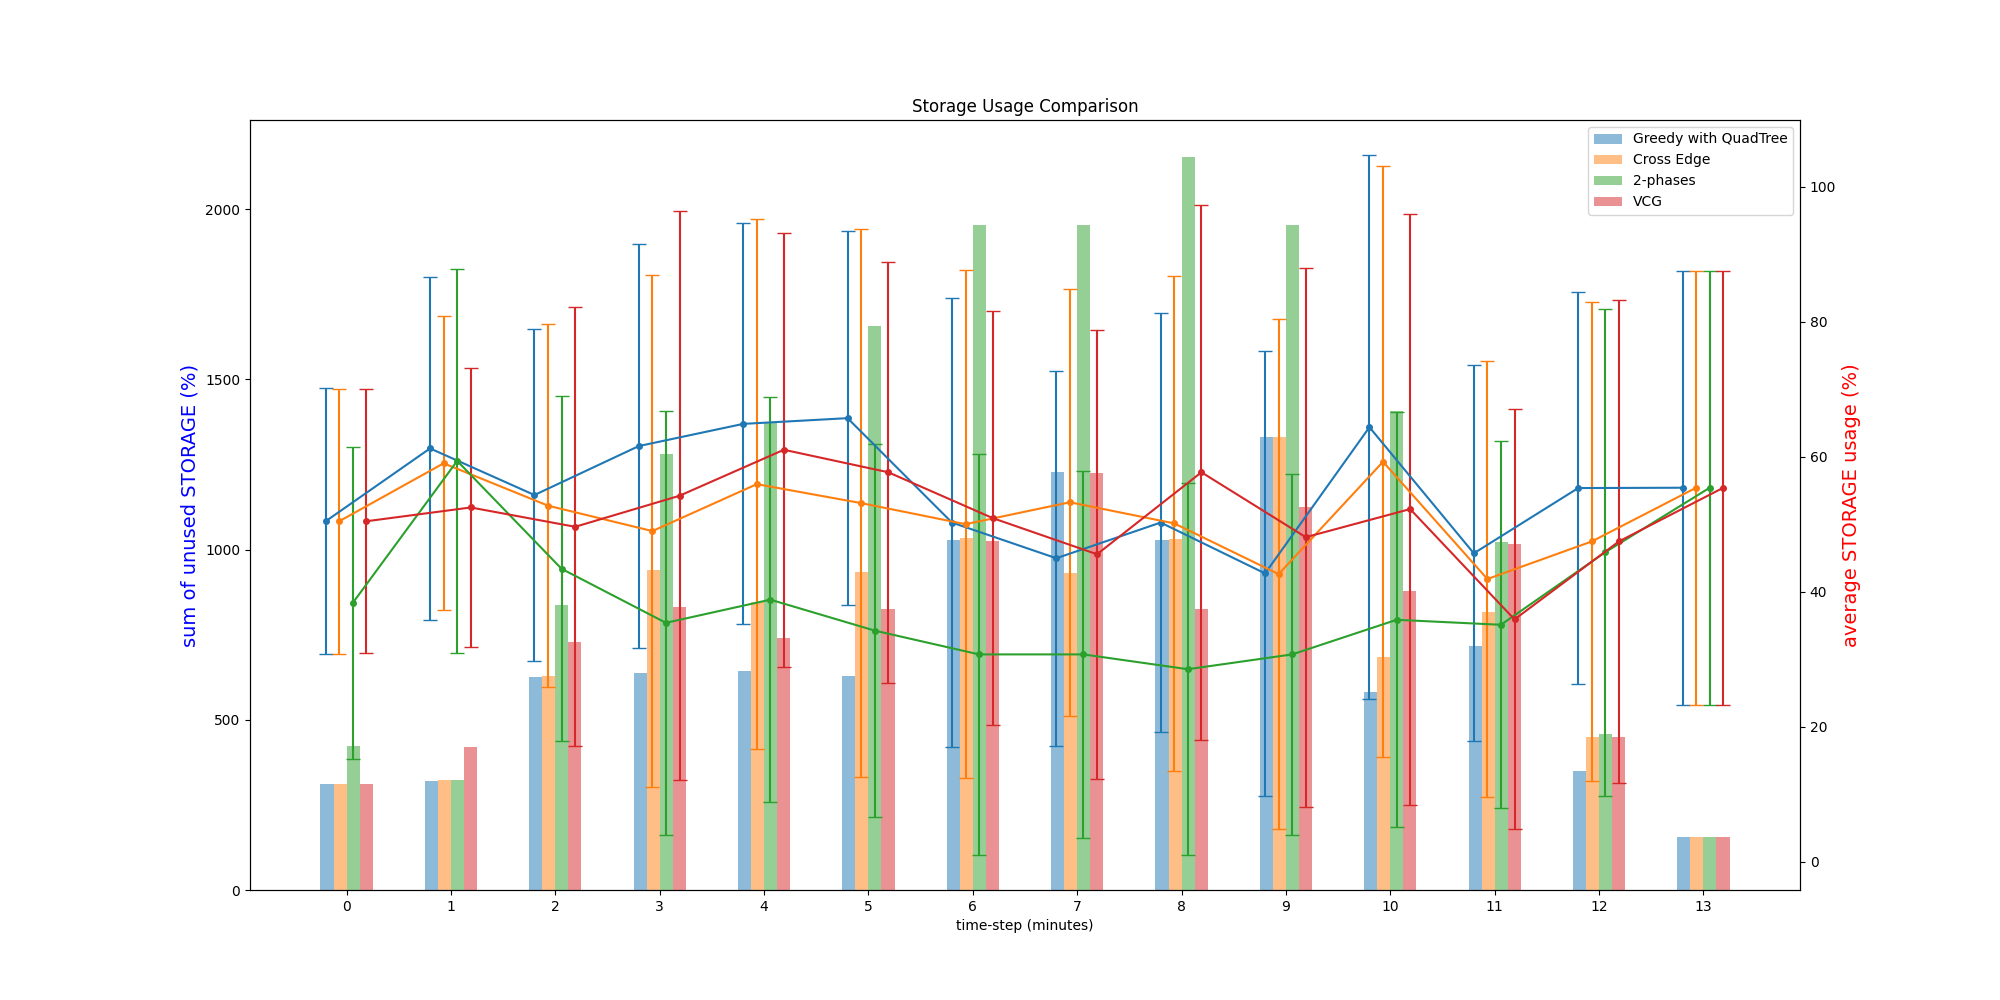 Storage Usage Comparison
Greedy with QuadTree
Cross Edge
2-phases
VCG
sum of unused STORAGE (%)
2000
1500
1000
500
0
100
80
60
40
20
0
average STORAGE usage (%)
0 1 2 3 4 5 6 7 8 9 10 11 12 13
time-step (minutes)